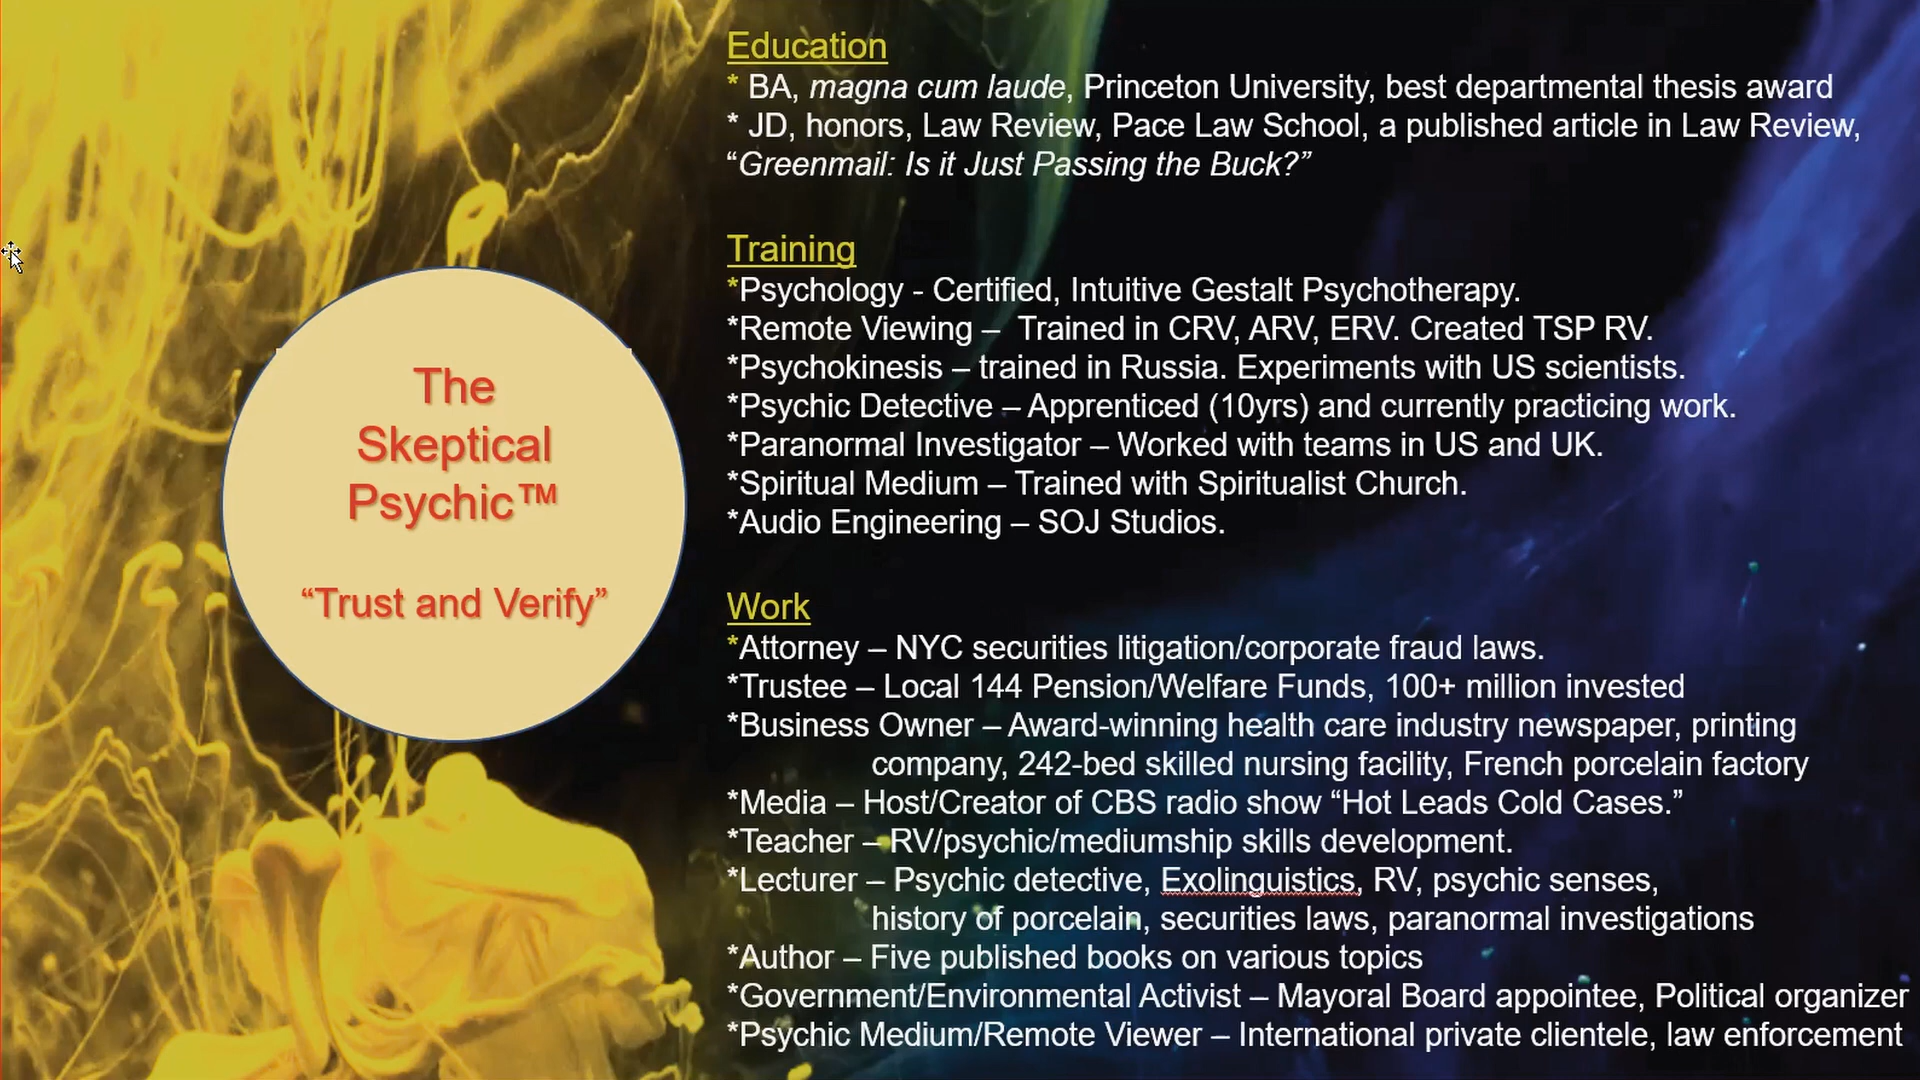 The
Skeptical
Psychic™
“Trust and Verify”
Education
* BA, magna cum laude, Princeton University, best departmental thesis award
* JD, honors, Law Review, Pace Law School, a published article in Law Review,
“Greenmail: Is it Just Passing the Buck?”
Training
*Psychology - Certified, Intuitive Gestalt Psychotherapy.
*Remote Viewing – Trained in CRV, ARV, ERV. Created TSP RV.
*Psychokinesis – trained in Russia. Experiments with US scientists.
*Psychic Detective – Apprenticed (10yrs) and currently practicing work.
*Paranormal Investigator – Worked with teams in US and UK.
*Spiritual Medium – Trained with Spiritualist Church.
*Audio Engineering – SOJ Studios.
Work
*Attorney – NYC securities litigation/corporate fraud laws.
*Trustee – Local 144 Pension/Welfare Funds, 100+ million invested
*Business Owner – Award-winning health care industry newspaper, printing
company, 242-bed skilled nursing facility, French porcelain factory
*Media – Host/Creator of CBS radio show “Hot Leads Cold Cases.”
*Teacher – RV/psychic/mediumship skills development.
*Lecturer – Psychic detective, Exolinguistics, RV, psychic senses,
history of porcelain, securities laws, paranormal investigations
*Author – Five published books on various topics
*Government/Environmental Activist – Mayoral Board appointee, Political organizer
*Psychic Medium/Remote Viewer – International private clientele, law enforcement